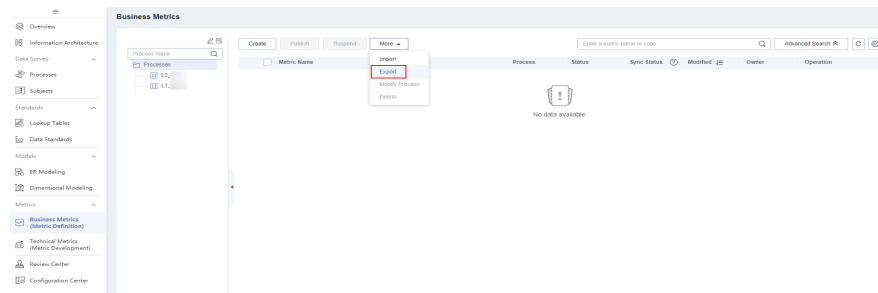 Business Metrics
Overview
Information Architecture
Data Survey
Processes
Subjects
Standards
Lookup Tables
Data Standards
Models
ER Modeling
Dimensional Modeling
Metrics
Business Metrics
(Metric Definition)
Technical Metrics
(Metric Development)
Review Center
Configuration Center
Process name
Processes
L2_
L1_
Create Publish Suspend More Enter a metric name or code. Advanced Search
Import
Export
Modify Process
Delete
Metric Name Process Status Sync Status Modified Owner Operation
No data available.